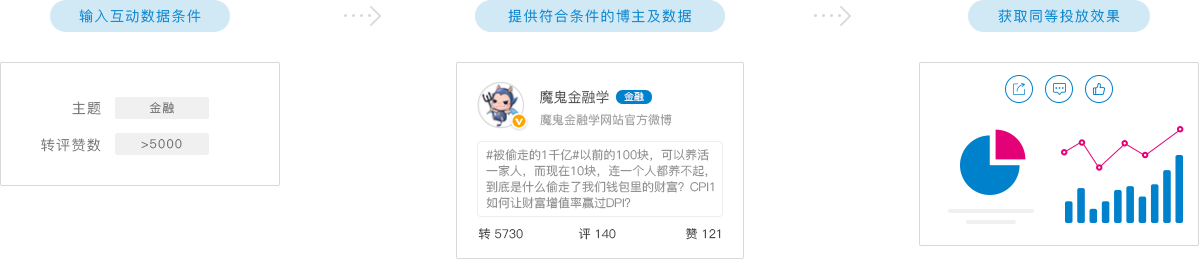 输入互动数据条件
提供符合条件的博主及数据
获取同等投放效果
主题 金融
转评赞数 >5000
魔鬼金融学 金融
魔鬼金融学网站官方微博
#被偷走的1千亿#以前的100块，可以养活
一家人，而现在10块，连一个人都养不起，
到底是什么偷走了我们钱包里的财富？CPI1
如何让财富增值率赢过DPI?
转 5730 评 140 赞 121